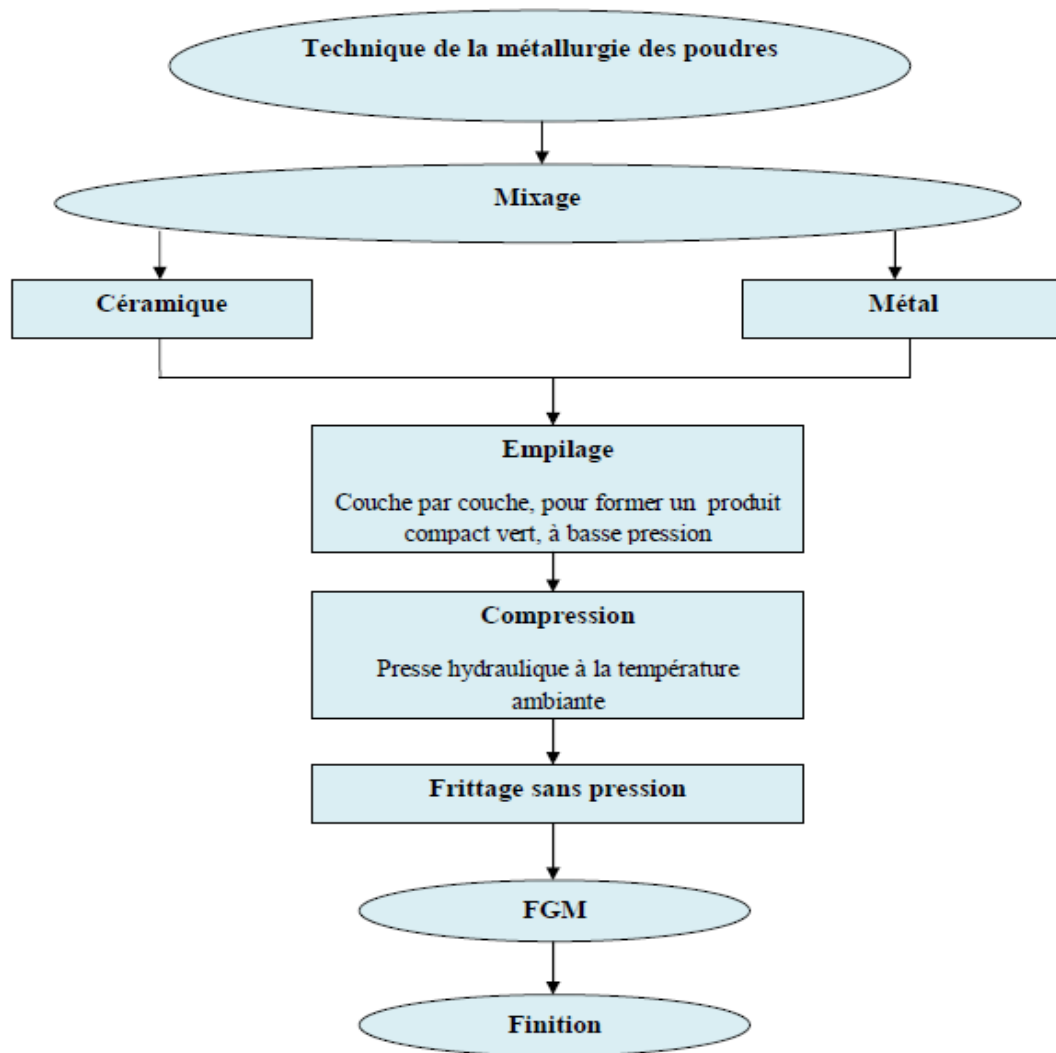 Technique de la métallurgie des poudres
Mixage
Céramique
Métal
Empilage
Couche par couche, pour former un produit
compact vert, à basse pression
Compression
Presse hydraulique à la température
ambiante
Frittage sans pression
FGM
Finition